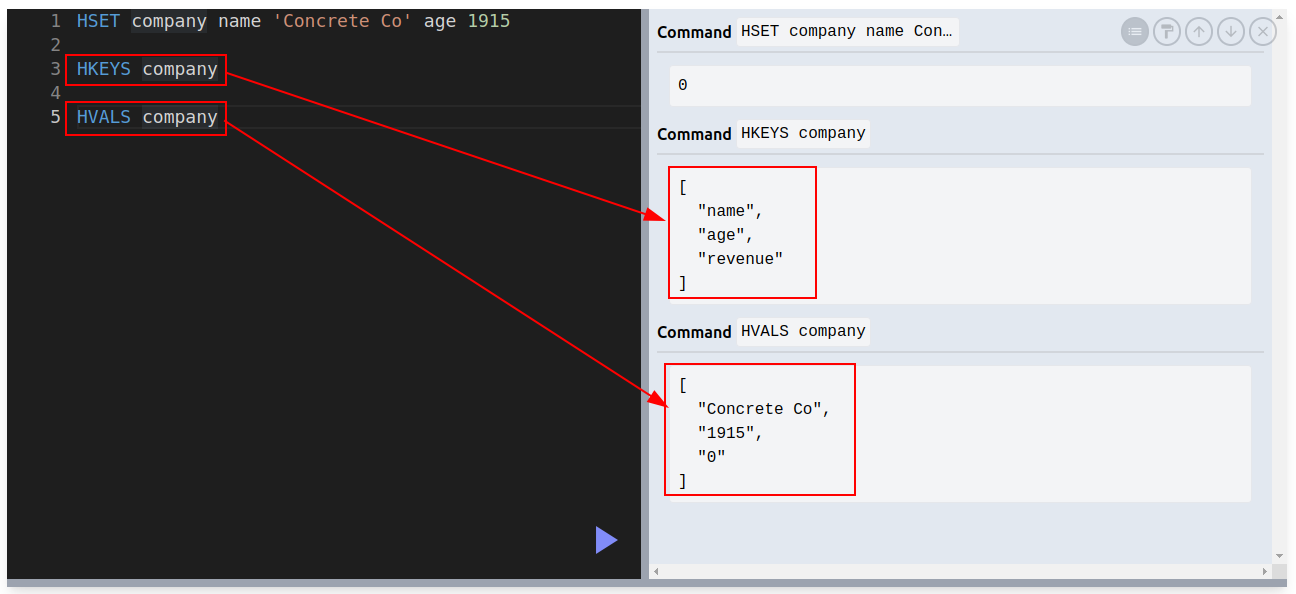 1 HSET company name 'Concrete Co' age 1915
2
3 HKEYS company
4
5 HVALS company
Command HSET company name Con…
0
Command HKEYS company
[
"name",
"age",
"revenue"
]
Command HVALS company
[
"Concrete Co",
"1915",
"0"
]